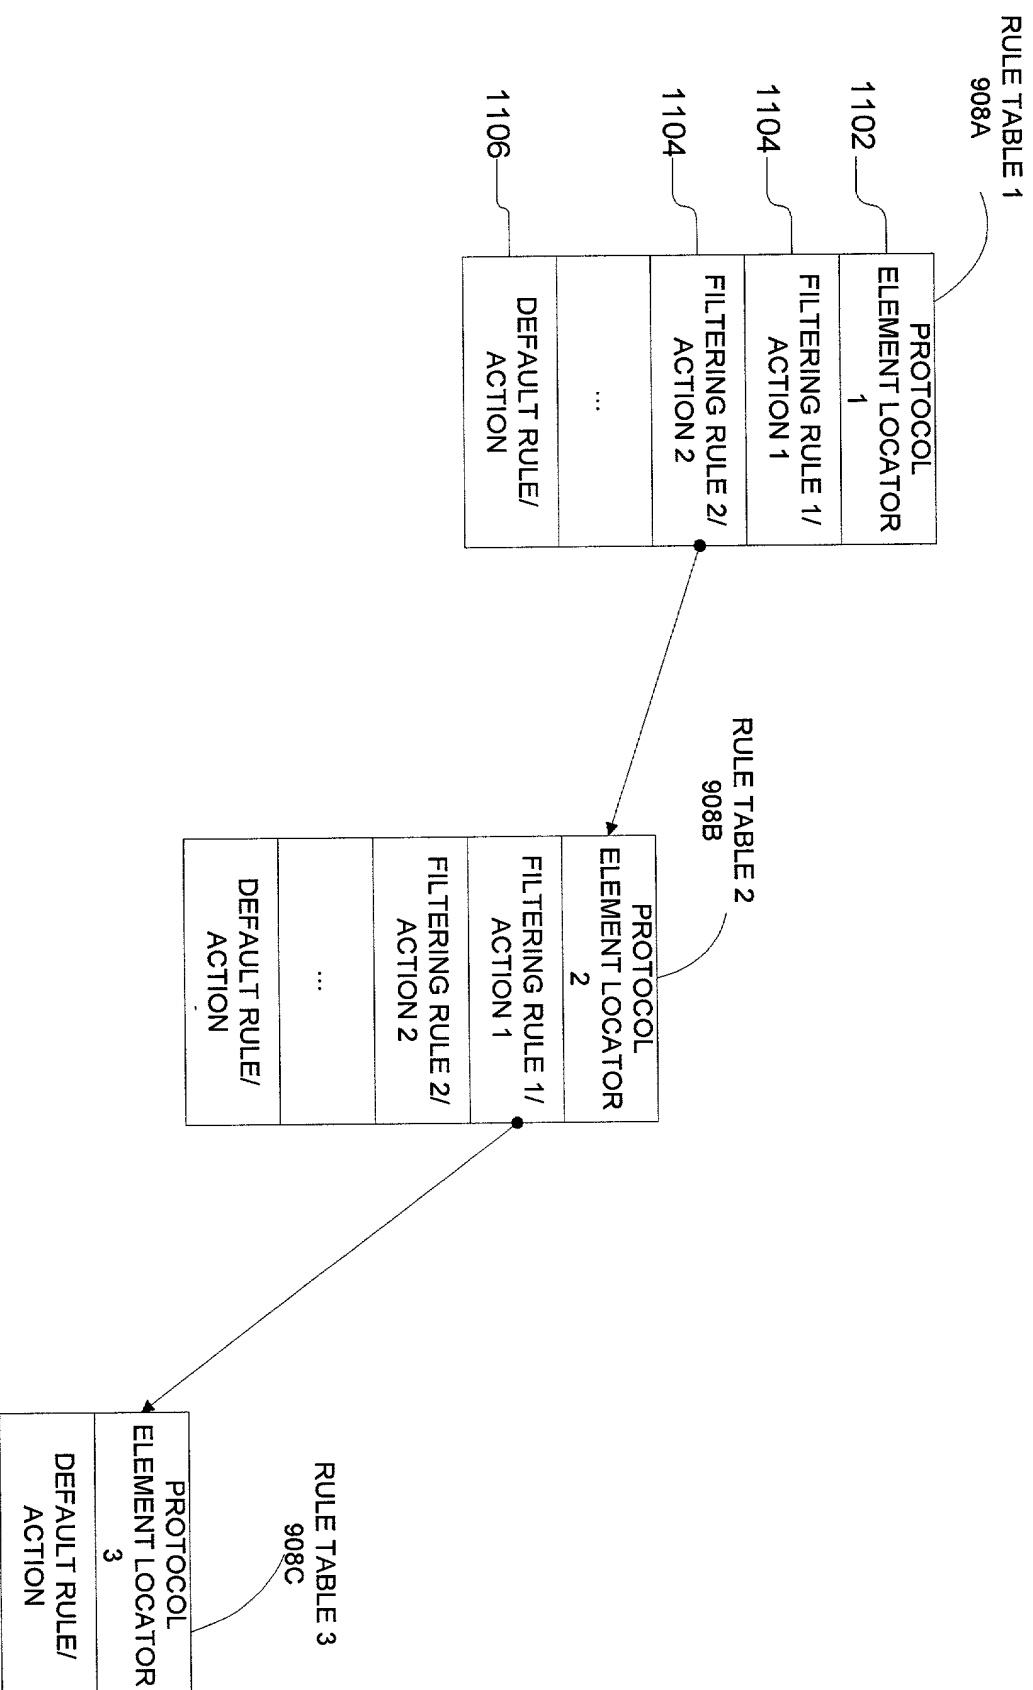 RULE TABLE 1
908A
1102
1104
1104
1106
PROTOCOL
ELEMENT LOCATOR
1
FILTERING RULE 1/
ACTION 1
FILTERING RULE 2/
ACTION 2
...
DEFAULT RULE/
ACTION
RULE TABLE 2
908B
PROTOCOL
ELEMENT LOCATOR
2
FILTERING RULE 1/
ACTION 1
FILTERING RULE 2/
ACTION 2
...
DEFAULT RULE/
ACTION
RULE TABLE 3
908C
PROTOCOL
ELEMENT LOCATOR
3
DEFAULT RULE/
ACTION